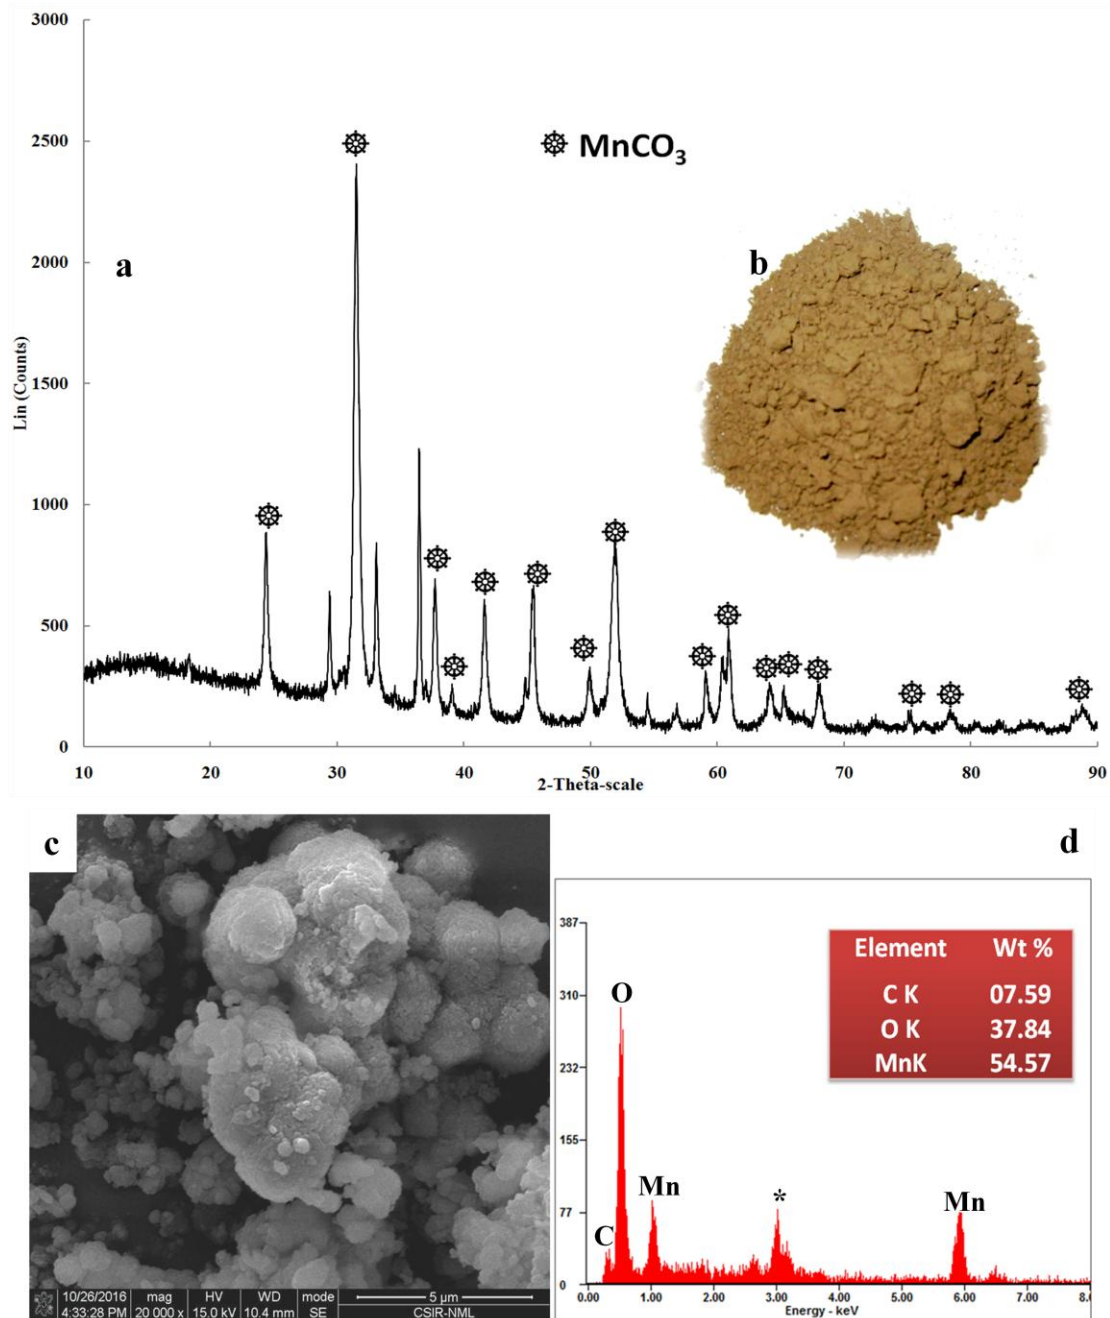 3000
2500
2000
1500
1000
500
0
Lin (Counts)
MnCO3
a
b
10 20 30 40 50 60 70 80 90
2-Theta-scale
c
10/26/2016 mag HV WD mode 5 µm
4:33:28 PM 20 000 x 15.0 kV 10.4 mm SE CSIR-NML
d
387
310
232
155
77
0
Element Wt %
C K 07.59
O K 37.84
MnK 54.57
C
O
Mn
*
Mn
0.00 1.00 2.00 3.00 4.00 5.00 6.00 7.00 8.0
Energy - keV